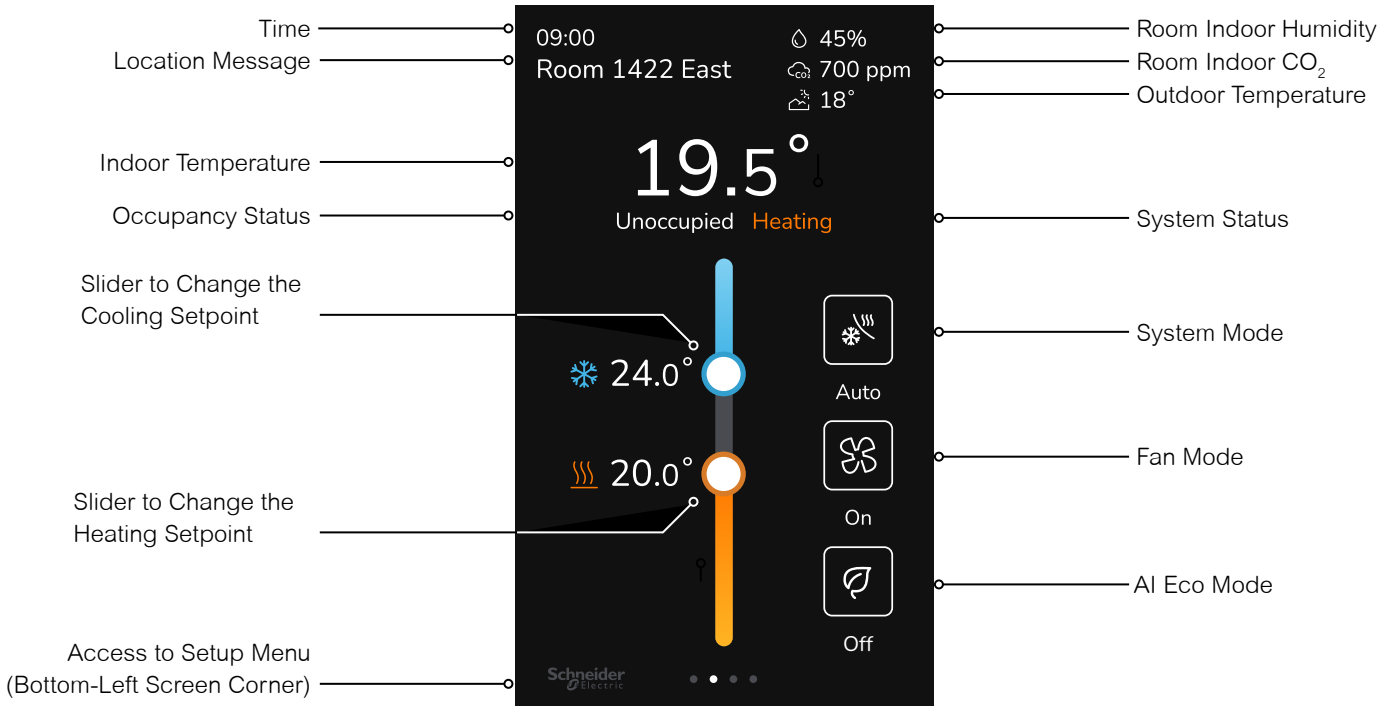 Time
Location Message
Indoor Temperature
Occupancy Status
Slider to Change the
Cooling Setpoint
Slider to Change the
Heating Setpoint
Access to Setup Menu
(Bottom-Left Screen Corner)
09:00
Room 1422 East
45%
CO2 700 ppm
18°
19.5°
Unoccupied Heating
24.0°
20.0°
Auto
On
Off
Schneider
Electric
Room Indoor Humidity
Room Indoor CO₂
Outdoor Temperature
System Status
System Mode
Fan Mode
AI Eco Mode